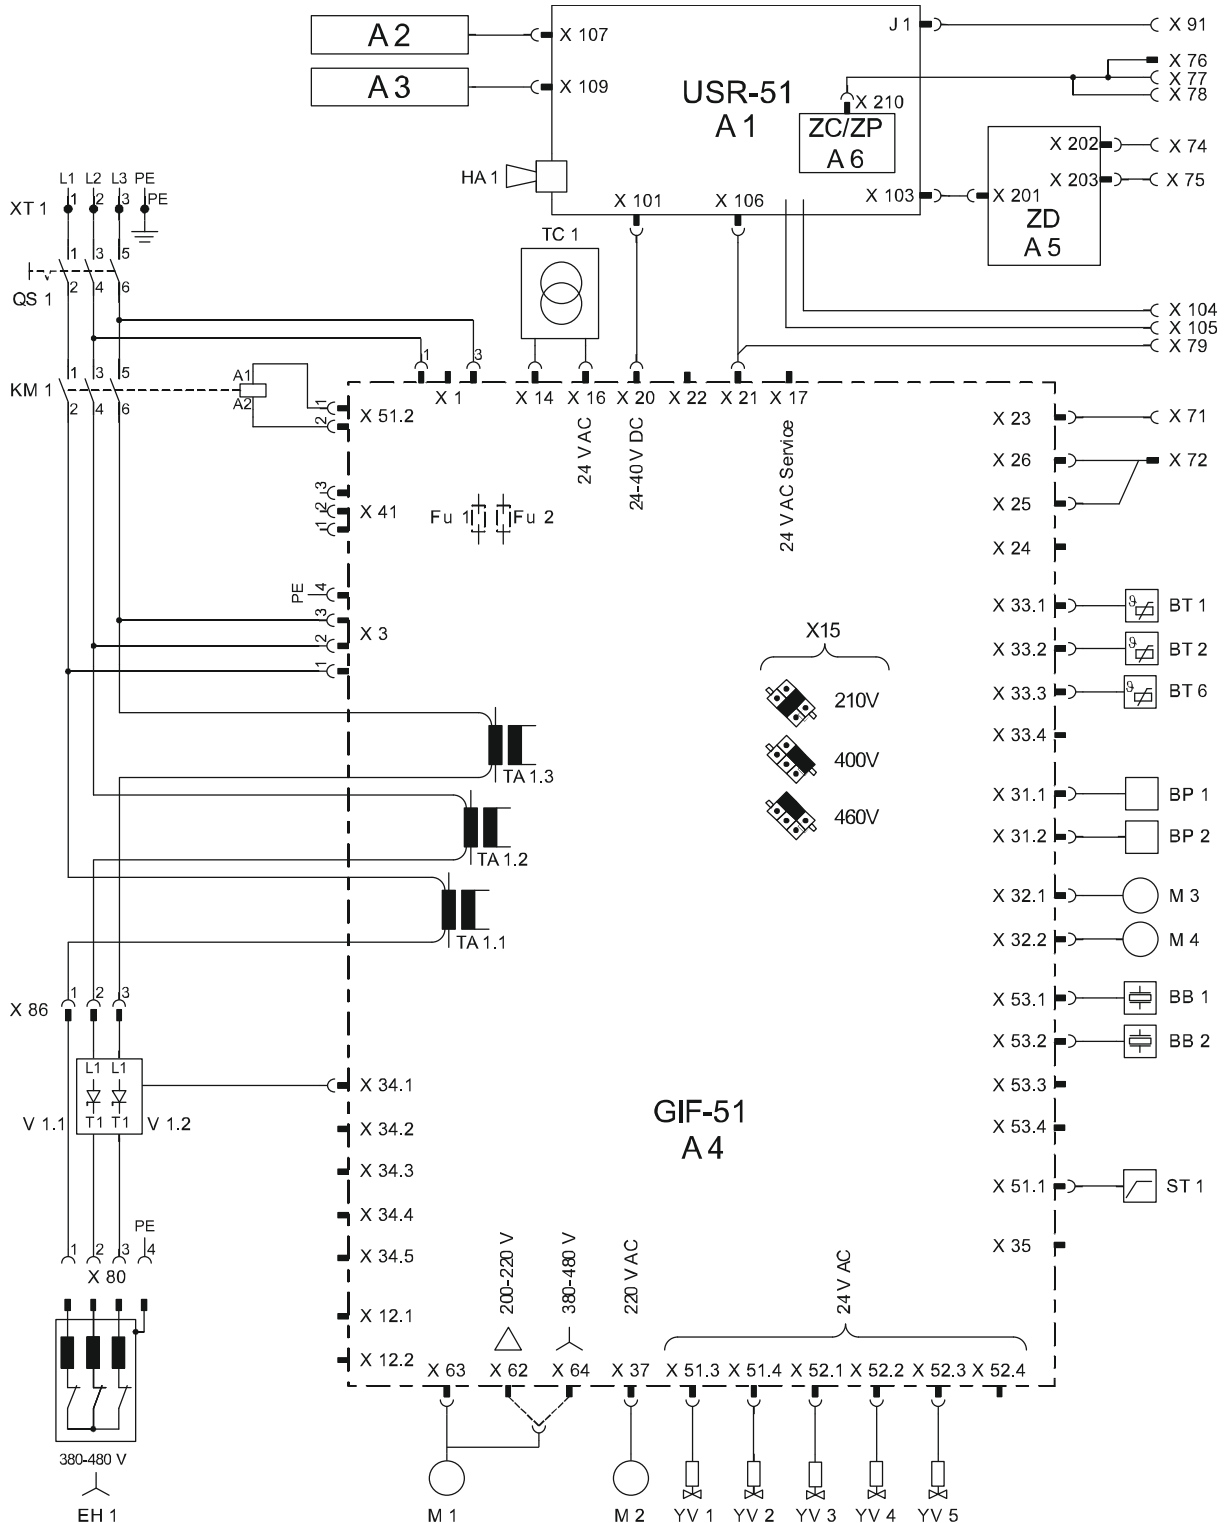 A 2
X 107
J 1
X 91
A 3
X 109
USR-51
A 1
X 76
X 77
X 78
X 210
ZC/ZP
A 6
X 202
X 74
X 203
X 75
HA 1
X 101
X 106
X 103
X 201
ZD
A 5
L1 L2 L3 PE
XT 1
1 2 3 PE
TC 1
1 3 5
QS 1
2 4 6
X 104
X 105
X 79
1 3
1 3 5
KM 1
2 4 6
A1
A2
1
X 51.2
2
X 1
X 14
X 16
X 20
X 22
X 21
X 17
24 V AC
24-40 V DC
24 V AC Service
X 23
X 71
X 26
X 72
X 25
X 24
3
2
X 41
1
Fu 1
Fu 2
PE
4
3
X 3
2
1
X 33.1
BT 1
X 33.2
BT 2
X 33.3
BT 6
X 33.4
X15
210V
400V
460V
TA 1.3
TA 1.2
TA 1.1
X 31.1
BP 1
X 31.2
BP 2
X 32.1
M 3
X 32.2
M 4
X 53.1
BB 1
X 53.2
BB 2
X 53.3
X 53.4
X 51.1
ST 1
X 35
1 2 3
X 86
L1 L1
V 1.1
T1 T1
V 1.2
X 34.1
X 34.2
X 34.3
X 34.4
X 34.5
X 12.1
X 12.2
GIF-51
A 4
PE
1 2 3 4
X 80
200-220 V
380-480 V
220 V AC
24 V AC
X 63
X 62
X 64
X 37
X 51.3
X 51.4
X 52.1
X 52.2
X 52.3
X 52.4
380-480 V
EH 1
M 1
M 2
YV 1
YV 2
YV 3
YV 4
YV 5